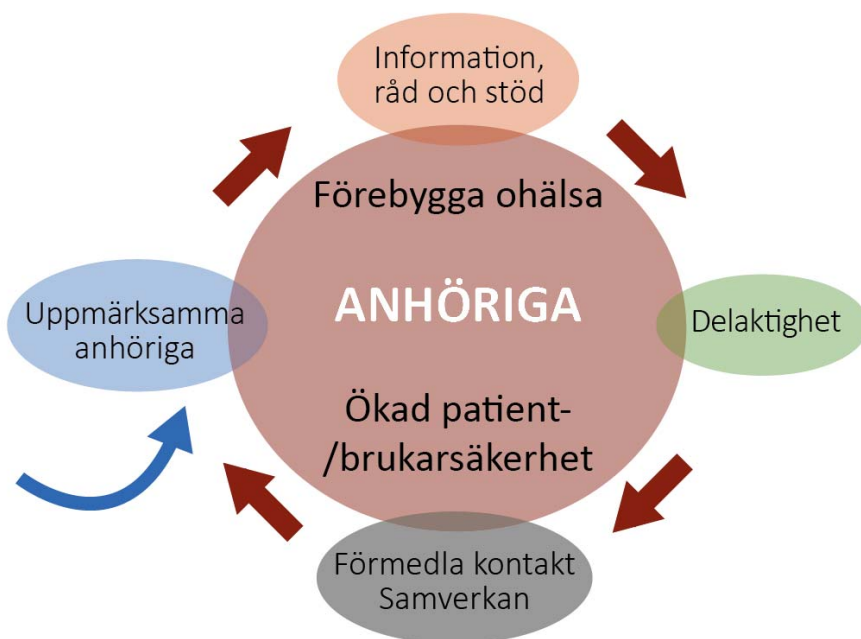 Information,
råd och stöd
Förebygga ohälsa
ANHÖRIGA
Uppmärksamma
anhöriga
Delaktighet
Ökad patient-
/brukarsäkerhet
Förmedla kontakt
Samverkan